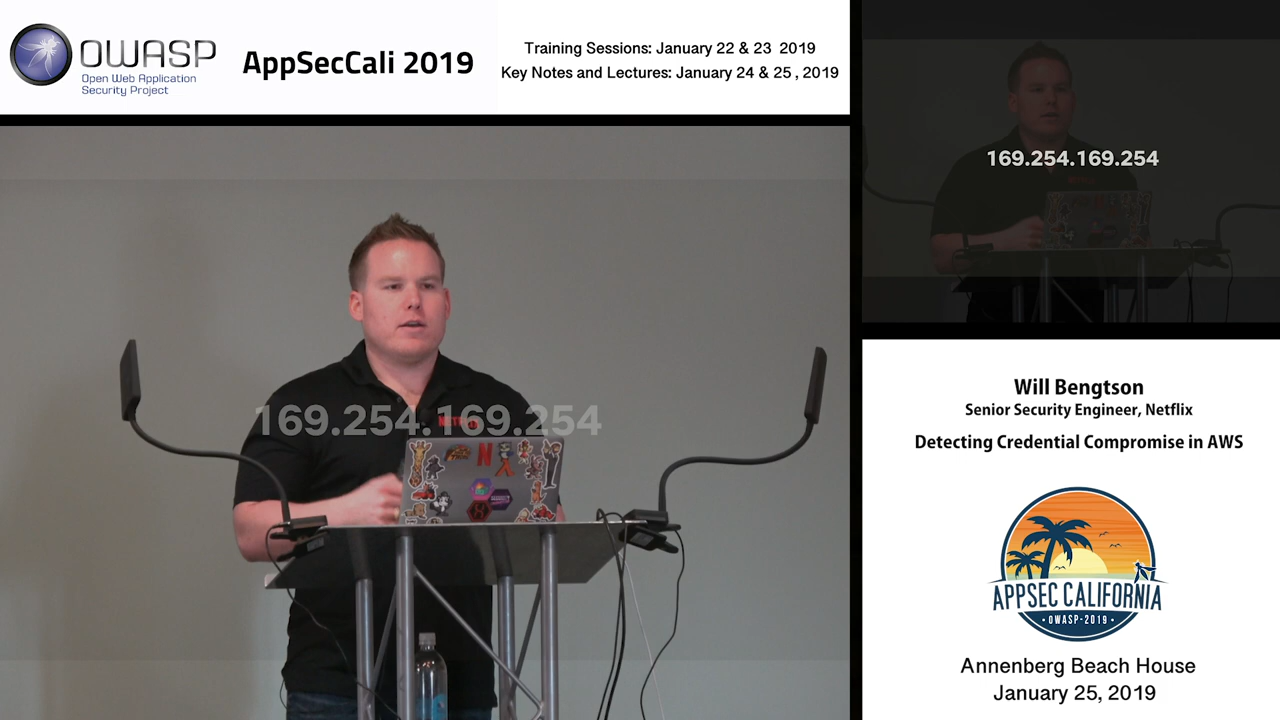 OWASP
Open Web Application
Security Project
AppSecCali 2019
Training Sessions: January 22 & 23 2019
Key Notes and Lectures: January 24 & 25 , 2019
169.254.169.254
169.254.169.254
N
Will Bengtson
Senior Security Engineer, Netflix
Detecting Credential Compromise in AWS
APPSEC CALIFORNIA
• OWASP-2019 •
Annenberg Beach House
January 25, 2019